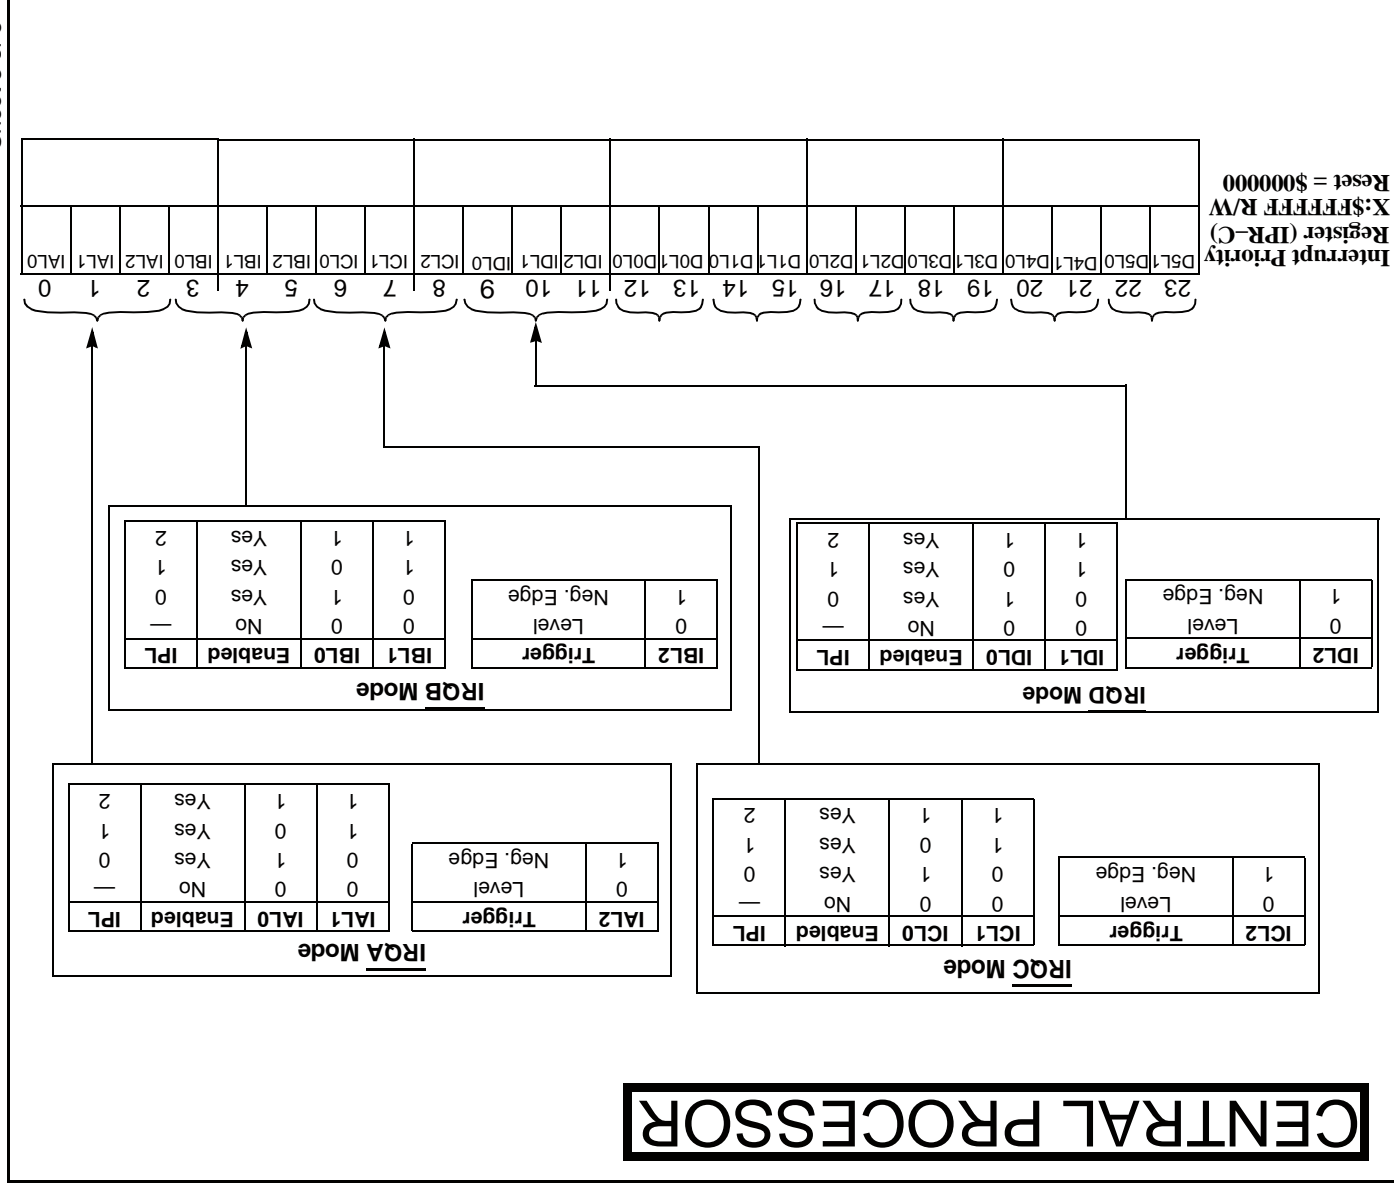 CENTRAL PROCESSOR
IRQC Mode
ICL2 Trigger
0 Level
1 Neg. Edge
ICL1 ICL0 Enabled IPL
0 0 No —
0 1 Yes 0
1 0 Yes 1
1 1 Yes 2
IRQA Mode
IAL2 Trigger
0 Level
1 Neg. Edge
IAL1 IAL0 Enabled IPL
0 0 No —
0 1 Yes 0
1 0 Yes 1
1 1 Yes 2
IRQD Mode
IDL2 Trigger
0 Level
1 Neg. Edge
IDL1 IDL0 Enabled IPL
0 0 No —
0 1 Yes 0
1 0 Yes 1
1 1 Yes 2
IRQB Mode
IBL2 Trigger
0 Level
1 Neg. Edge
IBL1 IBL0 Enabled IPL
0 0 No —
0 1 Yes 0
1 0 Yes 1
1 1 Yes 2
23 22 21 20 19 18 17 16 15 14 13 12 11 10 9 8 7 6 5 4 3 2 1 0
D5L1 D5L0 D4L1 D4L0 D3L1 D3L0 D2L1 D2L0 D1L1 D1L0 D0L1 D0L0 IDL2 IDL1 IDL0 ICL2 ICL1 ICL0 IBL2 IBL1 IBL0 IAL2 IAL1 IAL0
Interrupt Priority
Register (IPR–C)
X:$FFFFFF R/W
Reset = $000000